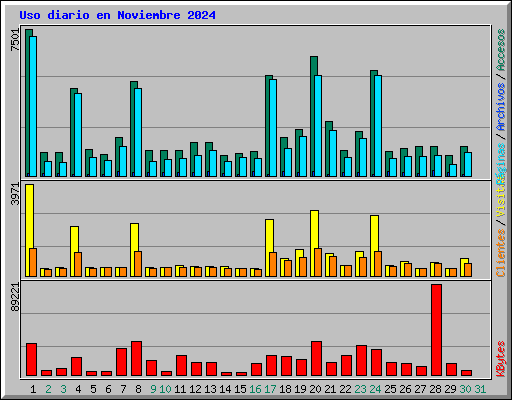 Uso diario en Noviembre 2024
7501
3971
89221
Accesos / Archivos / Páginas
Visitas / Clientes
KBytes
1 2 3 4 5 6 7 8 9 10 11 12 13 14 15 16 17 18 19 20 21 22 23 24 25 26 27 28 29 30 31